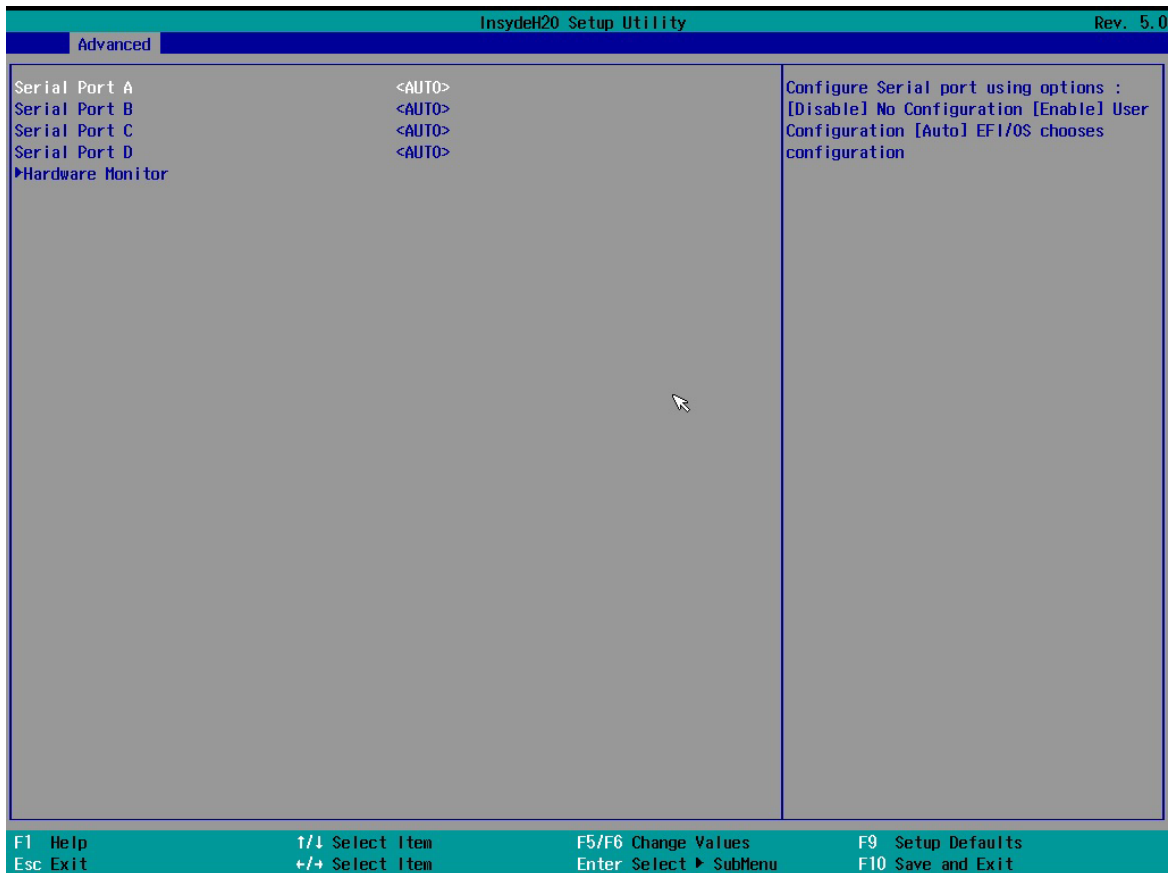 InsydeH20 Setup Utility Rev. 5.0
Advanced
Serial Port A <AUTO>
Serial Port B <AUTO>
Serial Port C <AUTO>
Serial Port D <AUTO>
▶Hardware Monitor
Configure Serial port using options :
[Disable] No Configuration [Enable] User
Configuration [Auto] EFI/OS chooses
configuration
F1 Help ↑/↓ Select Item F5/F6 Change Values F9 Setup Defaults
Esc Exit ←/→ Select Item Enter Select ▶ SubMenu F10 Save and Exit